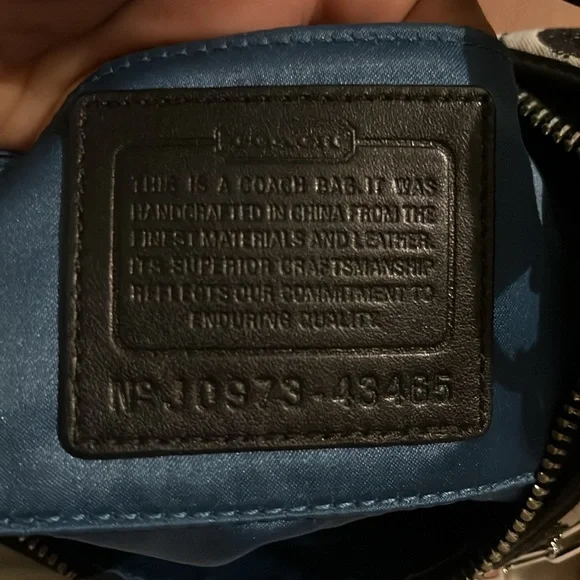 COACH
THIS IS A COACH BAG. IT WAS
HANDCRAFTED IN CHINA FROM THE
FINEST MATERIALS AND LEATHER.
ITS SUPERIOR CRAFTSMANSHIP
REFLECTS OUR COMMITMENT TO
ENDURING QUALITY.
Nº J0973-43465